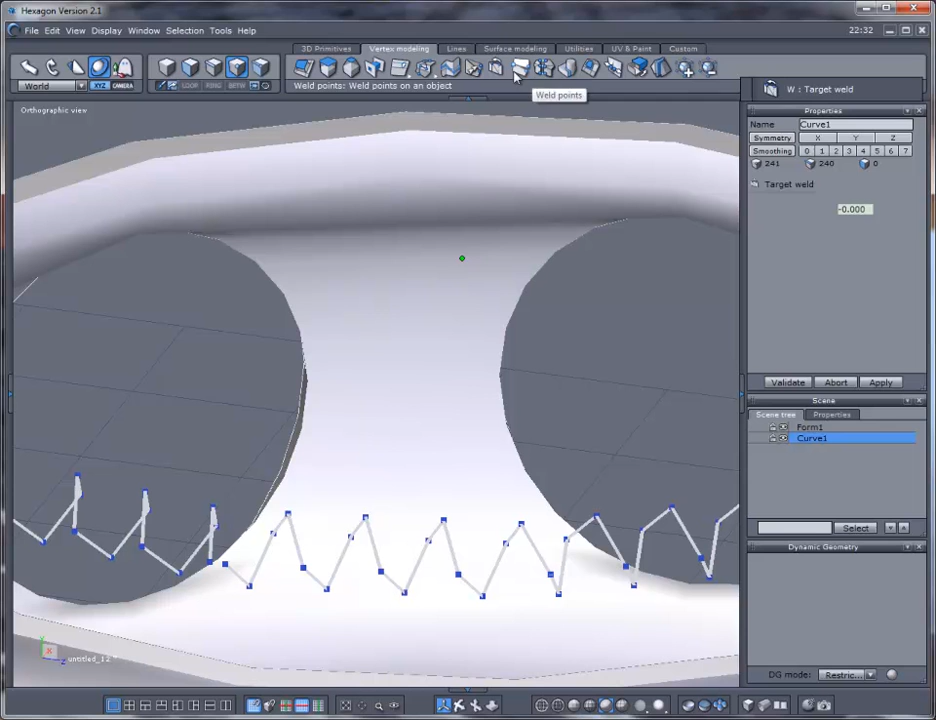 Hexagon Version 2.1
File Edit View Display Window Selection Tools Help
22:32
3D Primitives Vertex modeling Lines Surface modeling Utilities UV & Paint Custom
World XYZ CAMERA LOOP RING BETW
Weld points: Weld points on an object
Weld points
W : Target weld
Orthographic view
Properties
Name Curve1
Symmetry X Y Z
Smoothing 0 1 2 3 4 5 6 7
241 240 0
Target weld
-0.000
Validate Abort Apply
Scene
Scene tree Properties
Form1
Curve1
Select
Dynamic Geometry
Y
X
Z
untitled_12 *
DG mode: Restric...